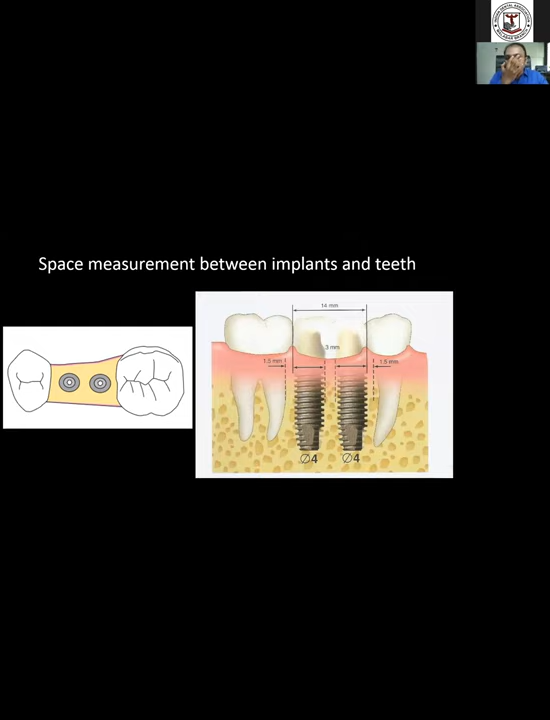 Space measurement between implants and teeth
14 mm
3 mm
1.5 mm
1.5 mm
Ø4
Ø4